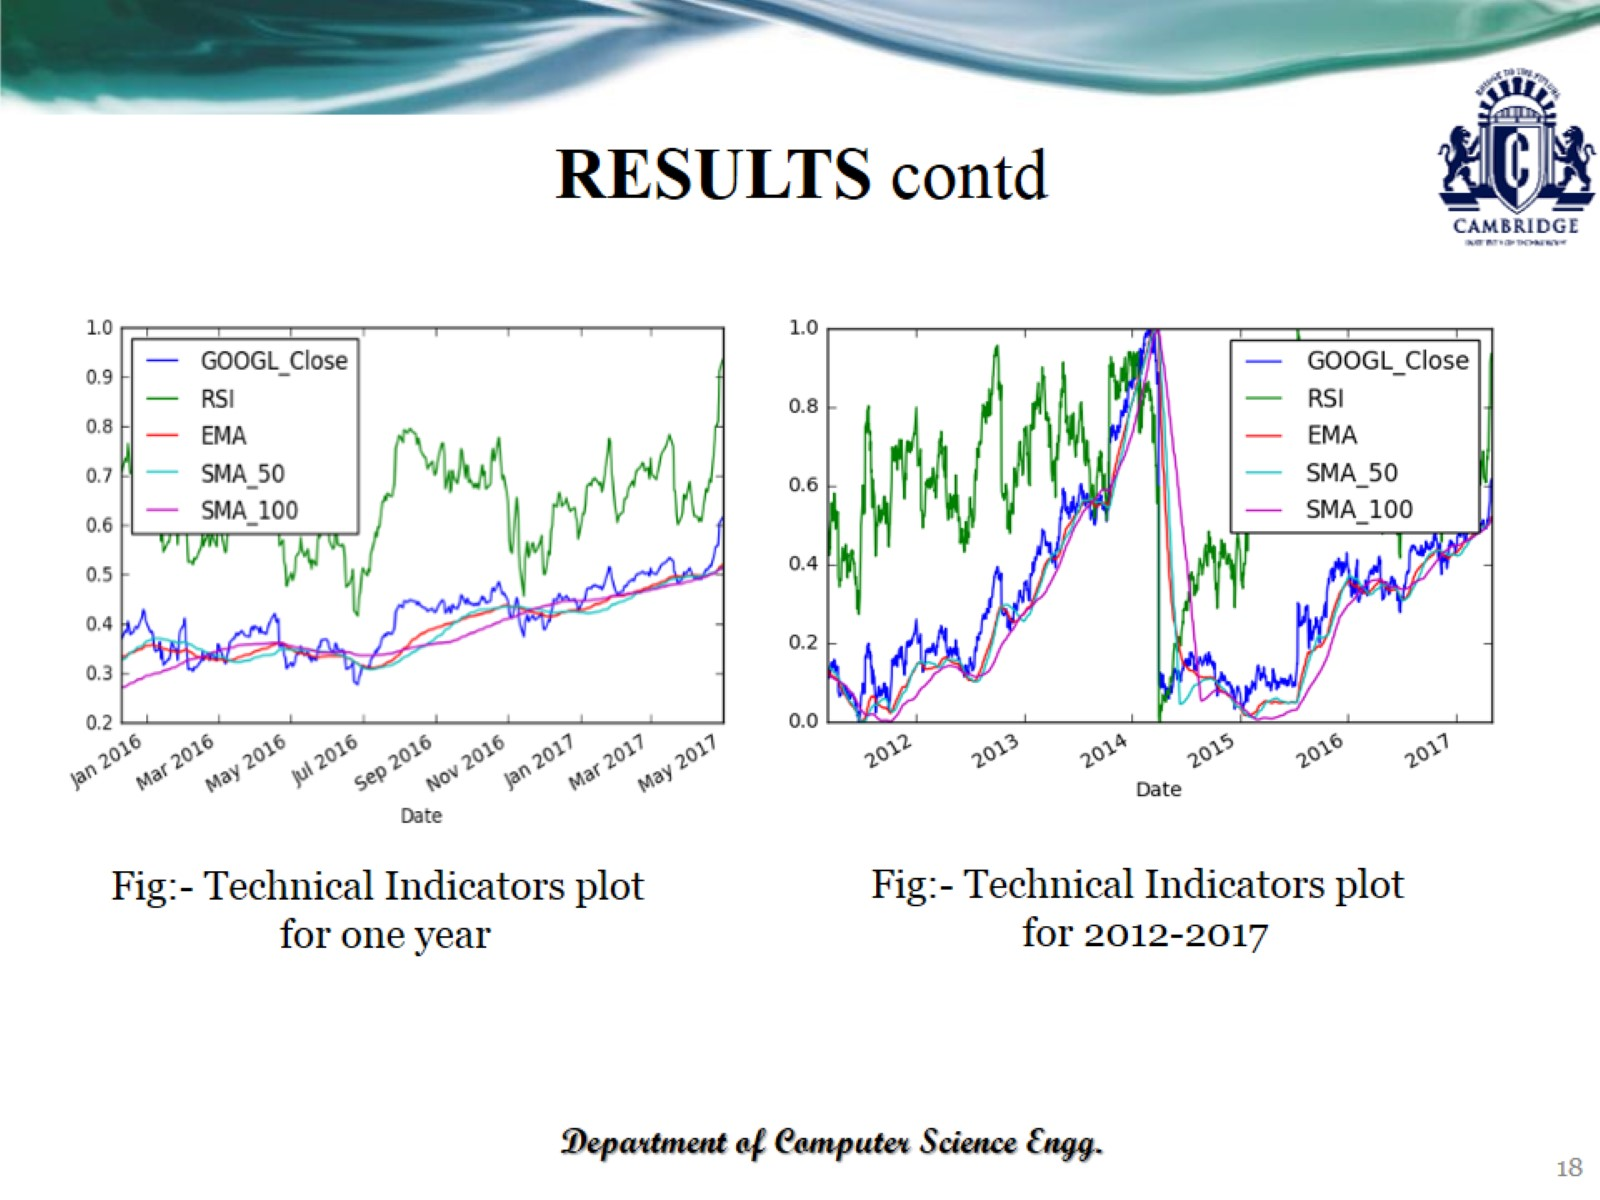 RESULTS contd
CAMBRIDGE
1.0
0.9
0.8
0.7
0.6
0.5
0.4
0.3
0.2
GOOGL_Close
RSI
EMA
SMA_50
SMA_100
Jan 2016
Mar 2016
May 2016
Jul 2016
Sep 2016
Nov 2016
Jan 2017
Mar 2017
May 2017
Date
1.0
0.8
0.6
0.4
0.2
0.0
GOOGL_Close
RSI
EMA
SMA_50
SMA_100
2012
2013
2014
2015
2016
2017
Date
Fig:- Technical Indicators plot
for one year
Fig:- Technical Indicators plot
for 2012-2017
Department of Computer Science Engg.
18